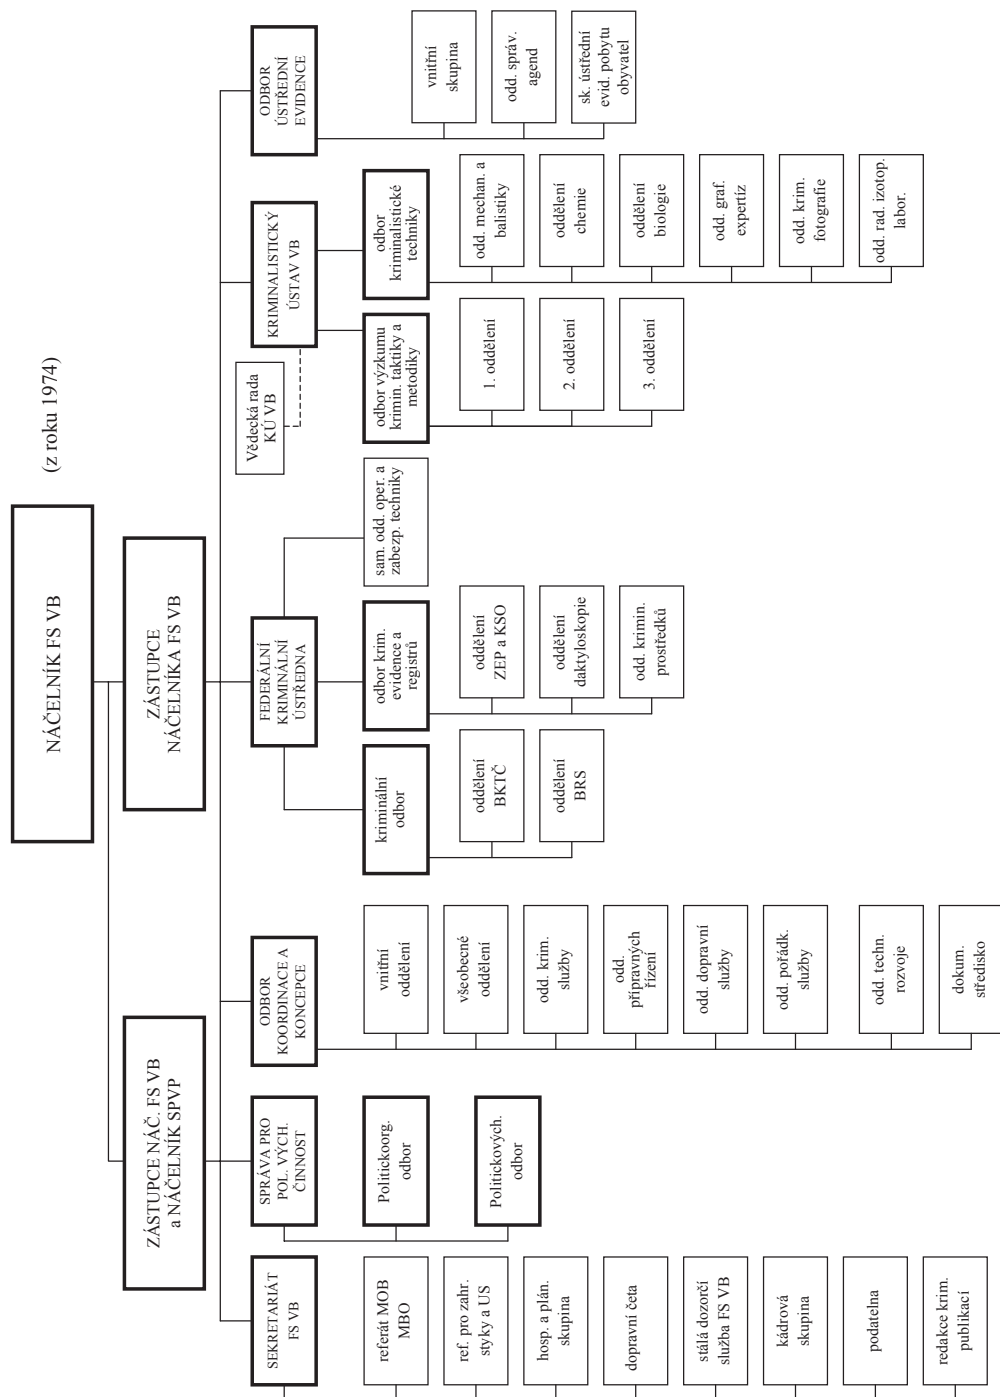 NÁČELNÍK FS VB
(z roku 1974)
ZÁSTUPCE NÁČ. FS VB
a NÁČELNÍK SPVP
ZÁSTUPCE
NÁČELNÍKA FS VB
Vědecká rada
KÚ VB
SEKRETARIÁT
FS VB
SPRÁVA PRO
POL. VÝCH.
ČINNOST
ODBOR
KOORDINACE A
KONCEPCE
FEDERÁLNÍ
KRIMINÁLNÍ
ÚSTŘEDNA
KRIMINALISTICKÝ
ÚSTAV VB
ODBOR
ÚSTŘEDNÍ
EVIDENCE
referát MOB
MBO
ref. pro zahr.
styky a US
hosp. a plán.
skupina
dopravní četa
stálá dozorčí
služba FS VB
kádrová
skupina
podatelna
redakce krim.
publikací
Politickoorg.
odbor
Politickových.
odbor
vnitřní
oddělení
všeobecné
oddělení
odd. krim.
služby
odd.
přípravných
řízení
odd. dopravní
služby
odd. pořádk.
služby
odd. techn.
rozvoje
dokum.
středisko
kriminální
odbor
oddělení
BKTČ
oddělení
BRS
odbor krim.
evidence a
registrů
oddělení
ZEP a KSO
oddělení
daktyloskopie
odd. krimin.
prostředků
sam. odd. oper. a
zabezp. techniky
odbor výzkumu
krimin. taktiky a
metodiky
1. oddělení
2. oddělení
3. oddělení
odbor
kriminalistické
techniky
odd. mechan. a
balistiky
oddělení
chemie
oddělení
biologie
odd. graf.
expertíz
odd. krim.
fotografie
odd. rad. izotop.
labor.
vnitřní
skupina
odd. správ.
agend
sk. ústřední
evid. pobytu
obyvatel